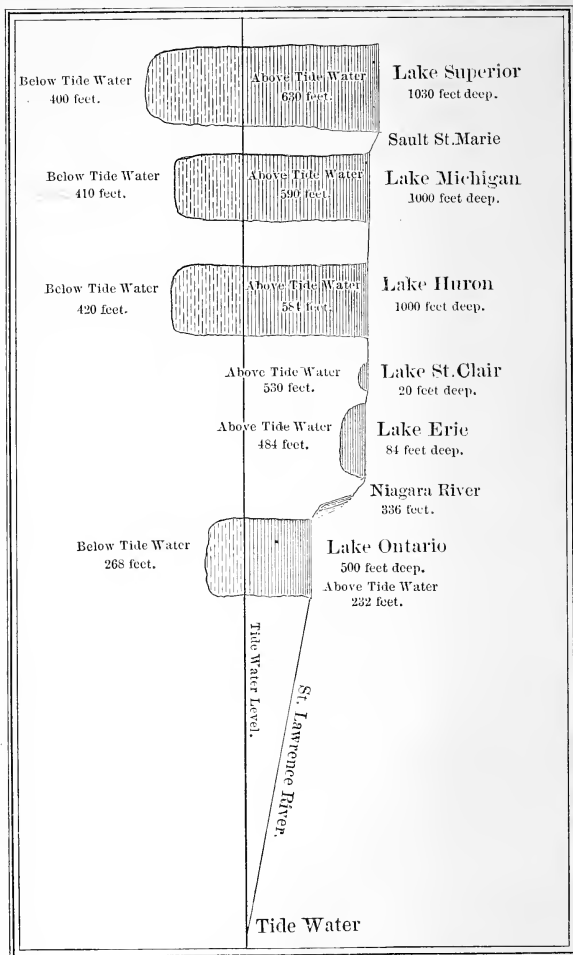 Below Tide Water
400 feet.
Above Tide Water
630 feet.
Lake Superior
1030 feet deep.
Sault St. Marie
Below Tide Water
410 feet.
Above Tide Water
590 feet.
Lake Michigan
1000 feet deep.
Below Tide Water
420 feet.
Above Tide Water
584 feet.
Lake Huron
1000 feet deep.
Above Tide Water
530 feet.
Lake St. Clair
20 feet deep.
Above Tide Water
484 feet.
Lake Erie
84 feet deep.
Niagara River
336 feet.
Below Tide Water
268 feet.
Lake Ontario
500 feet deep.
Above Tide Water
232 feet.
Tide Water Level.
St. Lawrence River.
Tide Water